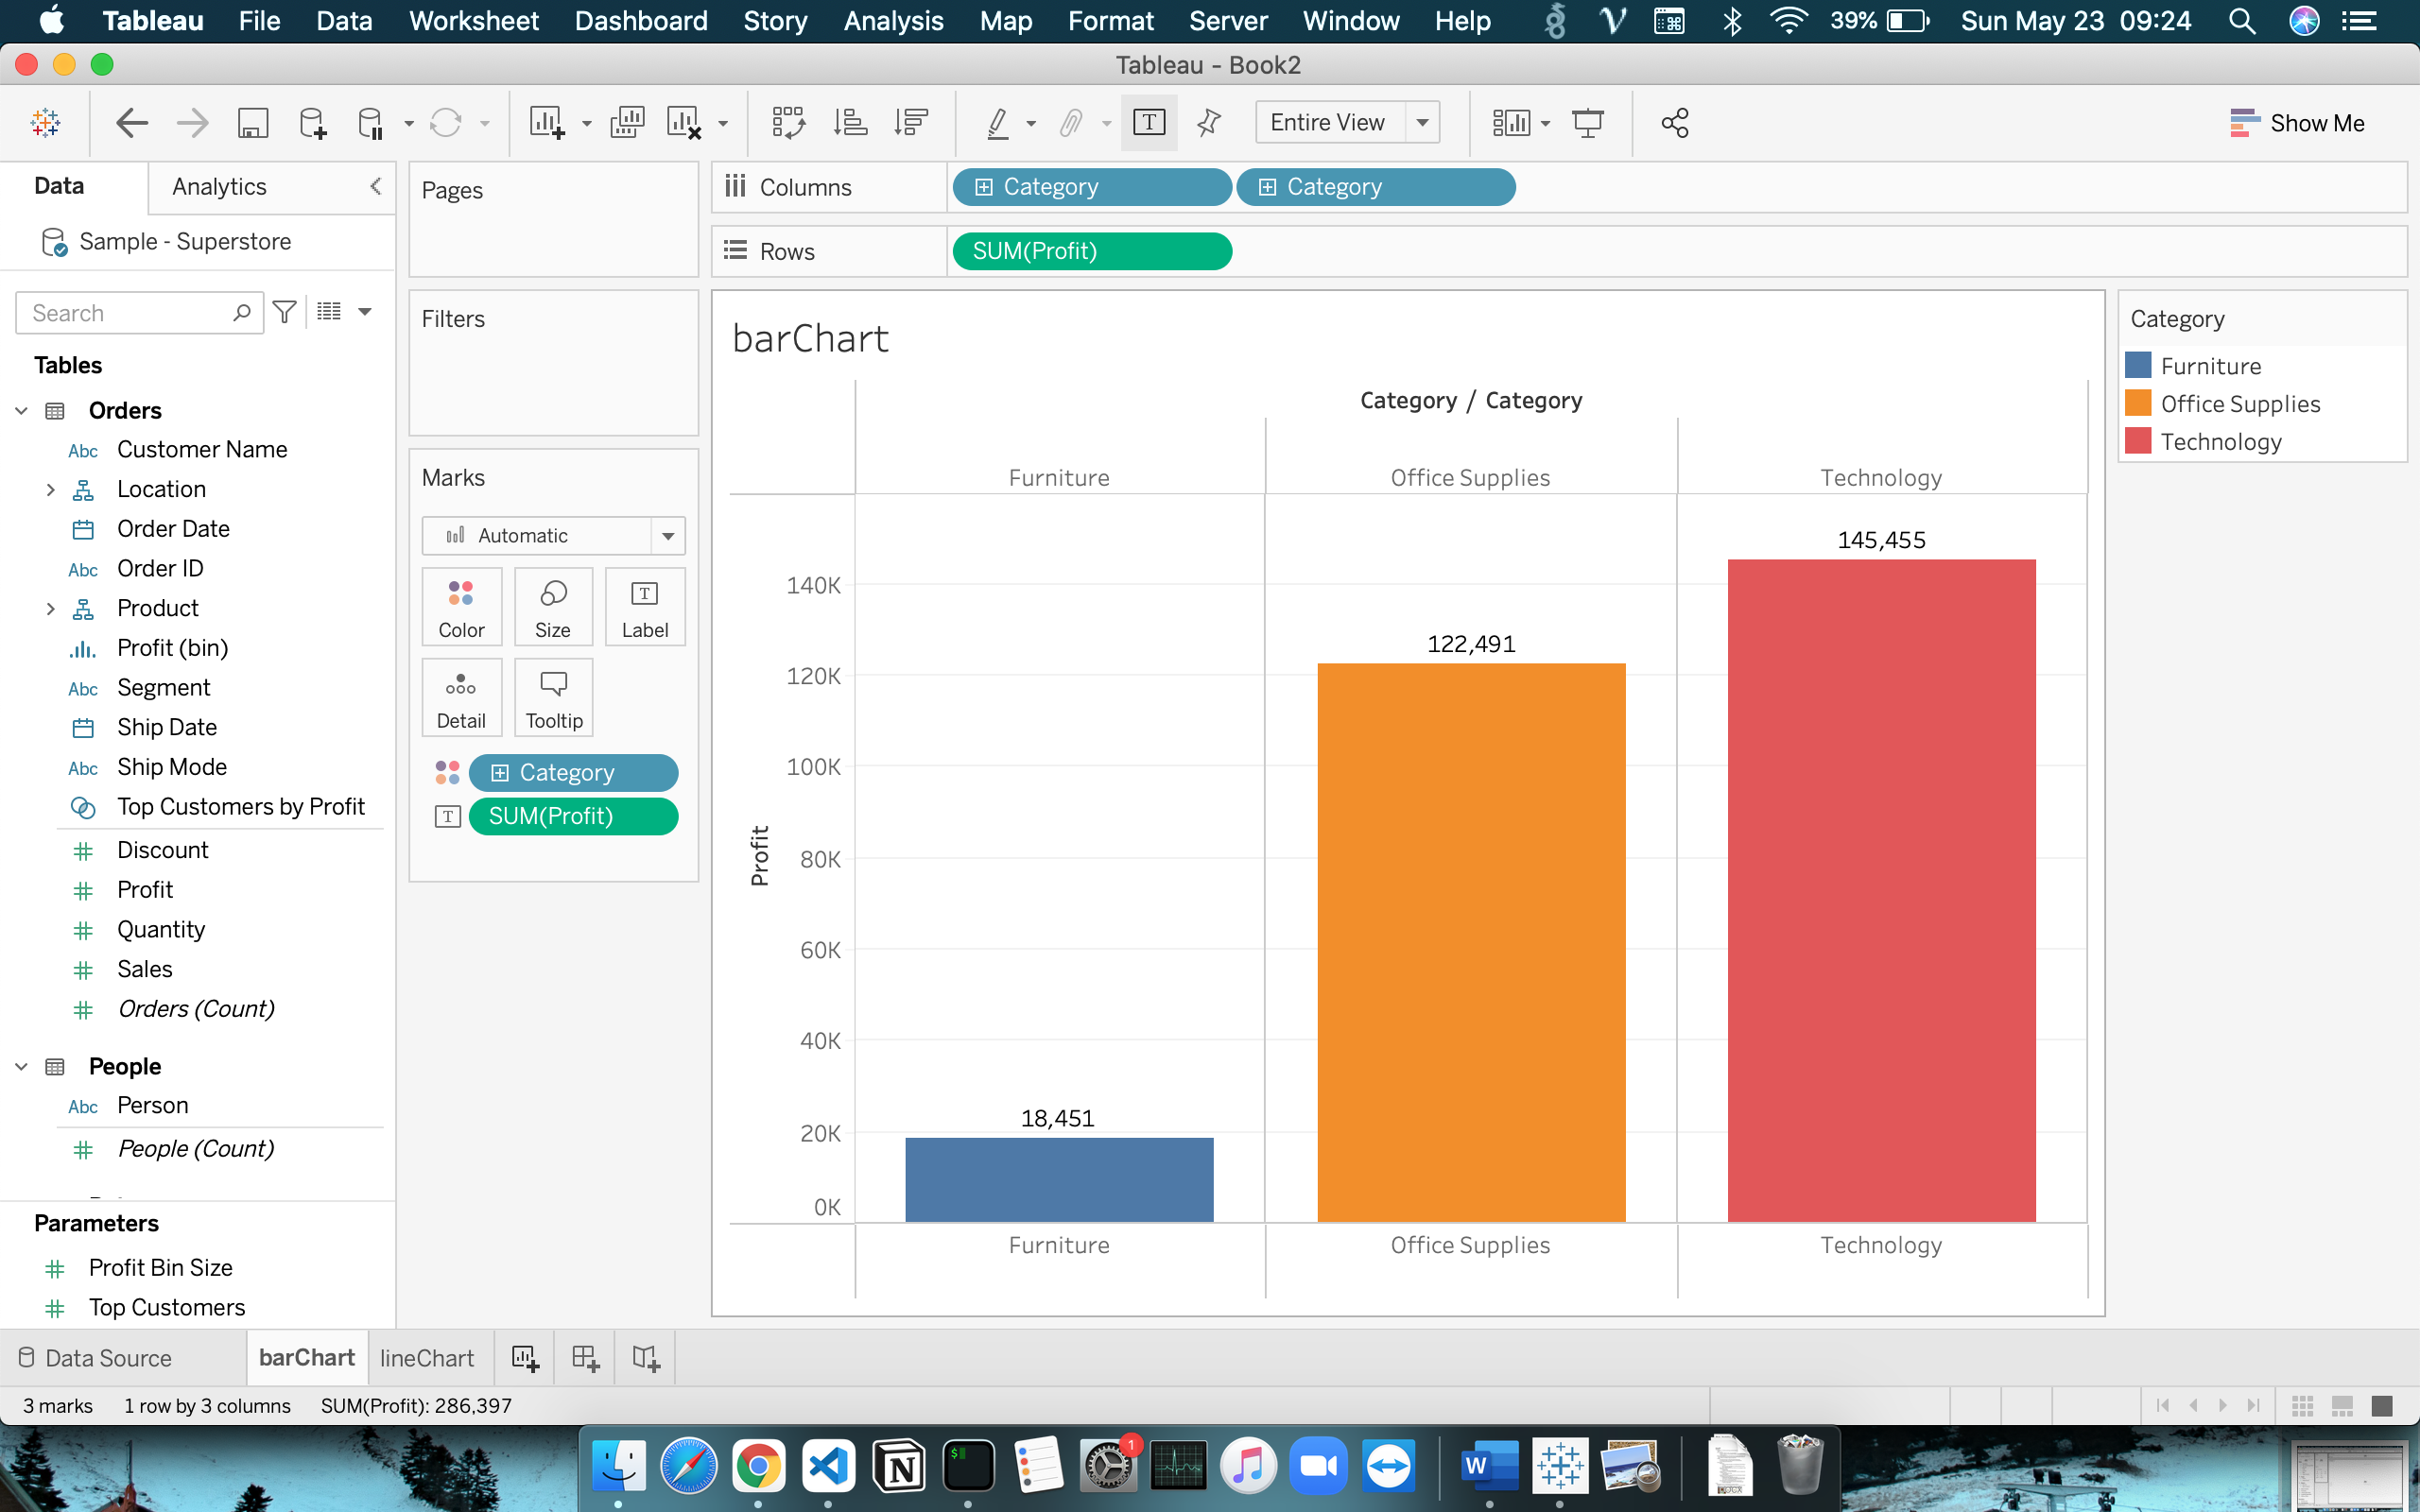 Tableau File Data Worksheet Dashboard Story Analysis Map Format Server Window Help 39% Sun May 23 09:24
Tableau - Book2
Entire View Show Me
Data Analytics
Sample - Superstore
Search
Tables
Orders
Abc Customer Name
Location
Order Date
Abc Order ID
Product
Profit (bin)
Abc Segment
Ship Date
Abc Ship Mode
Top Customers by Profit
Discount
Profit
Quantity
Sales
Orders (Count)
People
Abc Person
People (Count)
Parameters
Profit Bin Size
Top Customers
Pages
Filters
Marks
Automatic
Color Size Label
Detail Tooltip
Category
SUM(Profit)
Columns Category Category
Rows SUM(Profit)
barChart
Category / Category
Furniture Office Supplies Technology
145,455
140K
122,491
120K
100K
Profit
80K
60K
40K
18,451
20K
0K
Furniture Office Supplies Technology
Category
Furniture
Office Supplies
Technology
Data Source barChart lineChart
3 marks 1 row by 3 columns SUM(Profit): 286,397
1